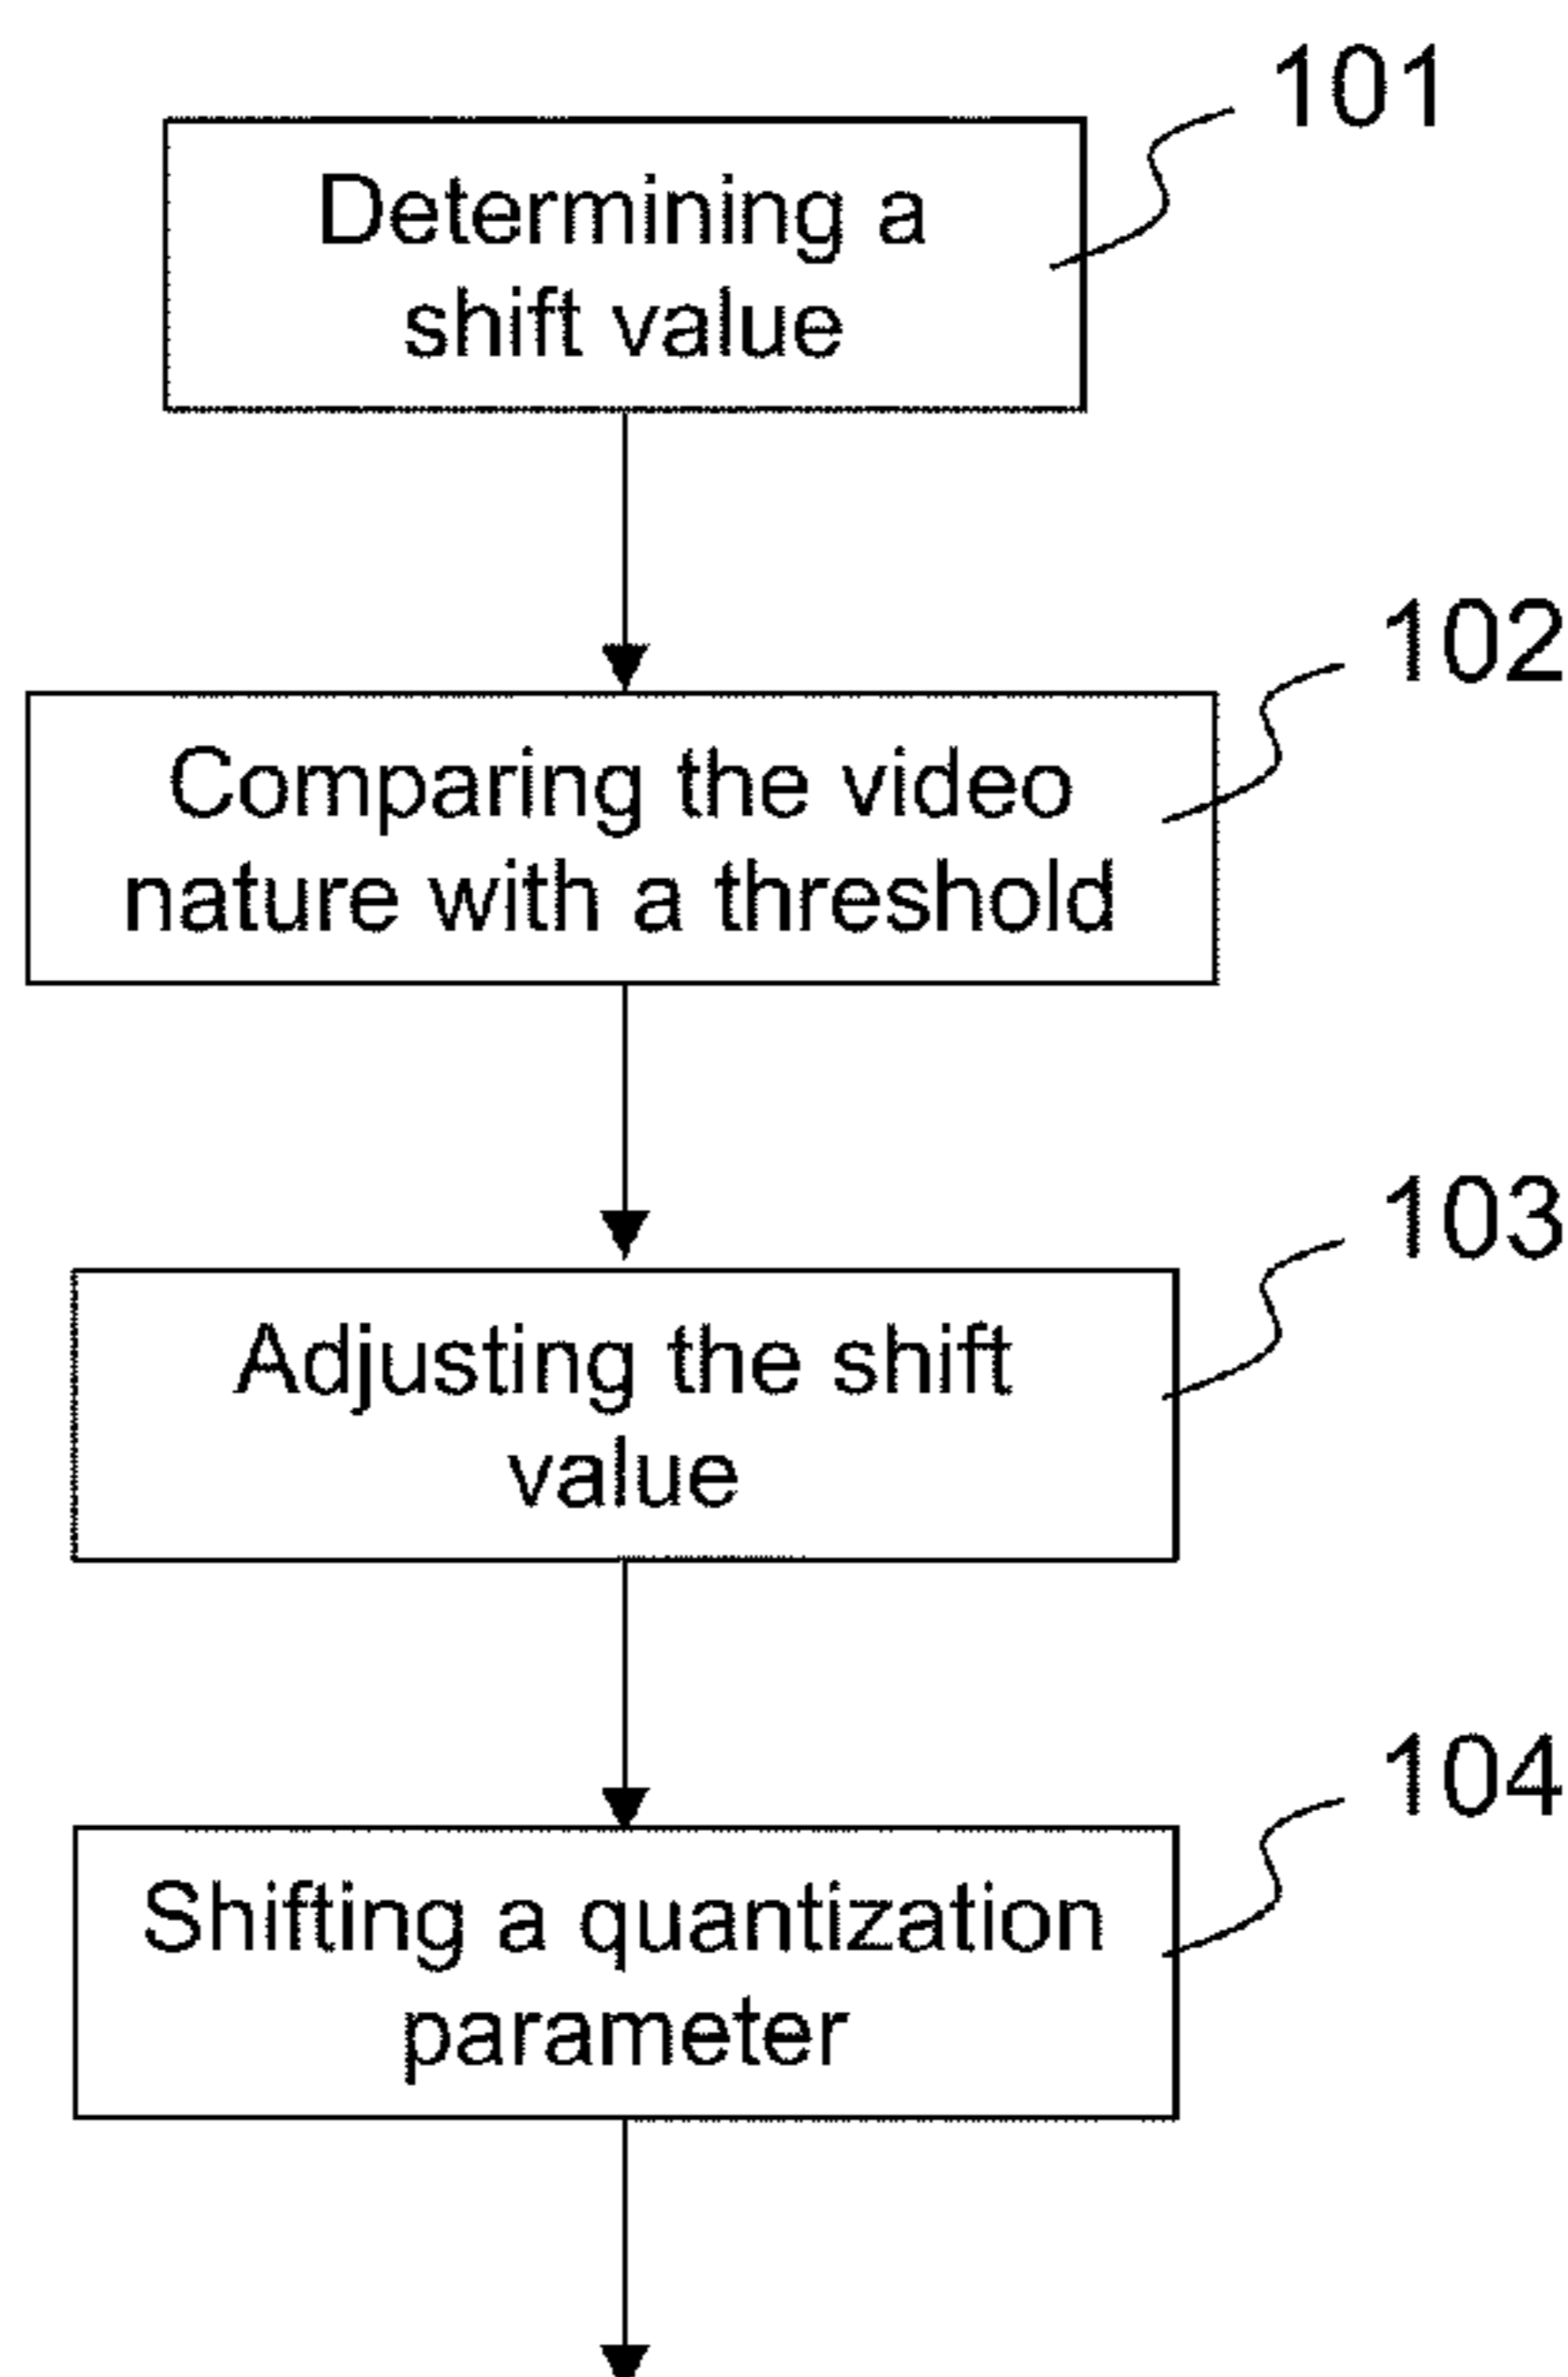 101
Determining a
shift value
102
Comparing the video
nature with a threshold
103
Adjusting the shift
value
104
Shifting a quantization
parameter